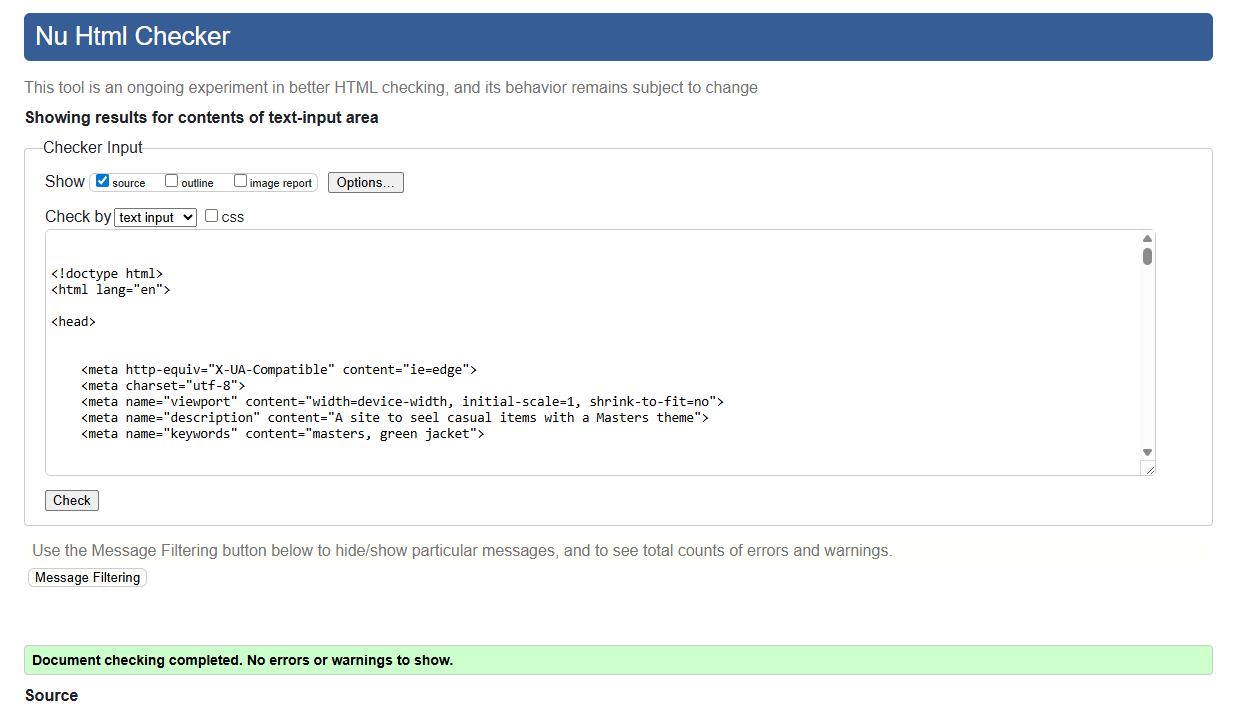 Nu Html Checker
This tool is an ongoing experiment in better HTML checking, and its behavior remains subject to change
Showing results for contents of text-input area
Checker Input
Show source outline image report Options...
Check by text input css
<!doctype html>
<html lang="en">
<head>
<meta http-equiv="X-UA-Compatible" content="ie=edge">
<meta charset="utf-8">
<meta name="viewport" content="width=device-width, initial-scale=1, shrink-to-fit=no">
<meta name="description" content="A site to seel casual items with a Masters theme">
<meta name="keywords" content="masters, green jacket">
Check
Use the Message Filtering button below to hide/show particular messages, and to see total counts of errors and warnings.
Message Filtering
Document checking completed. No errors or warnings to show.
Source